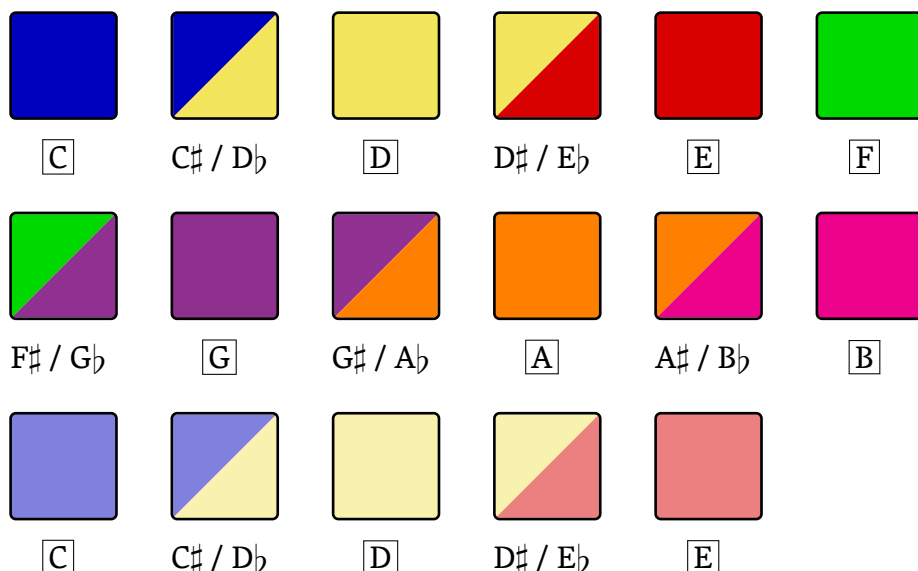 C C♯ / D♭ D D♯ / E♭ E F
F♯ / G♭ G G♯ / A♭ A A♯ / B♭ B
C C♯ / D♭ D D♯ / E♭ E